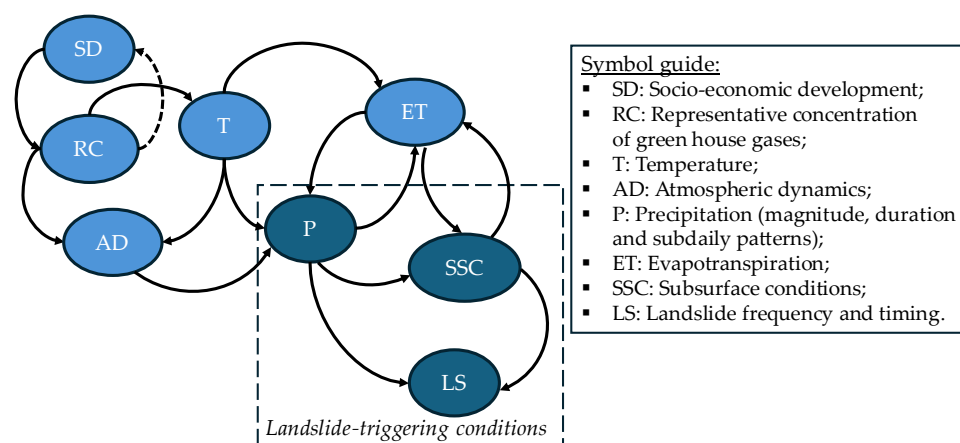 SD
RC
T
ET
AD
P
SSC
LS
Landslide-triggering conditions
Symbol guide:
▪ SD: Socio-economic development;
▪ RC: Representative concentration
of green house gases;
▪ T: Temperature;
▪ AD: Atmospheric dynamics;
▪ P: Precipitation (magnitude, duration
and subdaily patterns);
▪ ET: Evapotranspiration;
▪ SSC: Subsurface conditions;
▪ LS: Landslide frequency and timing.